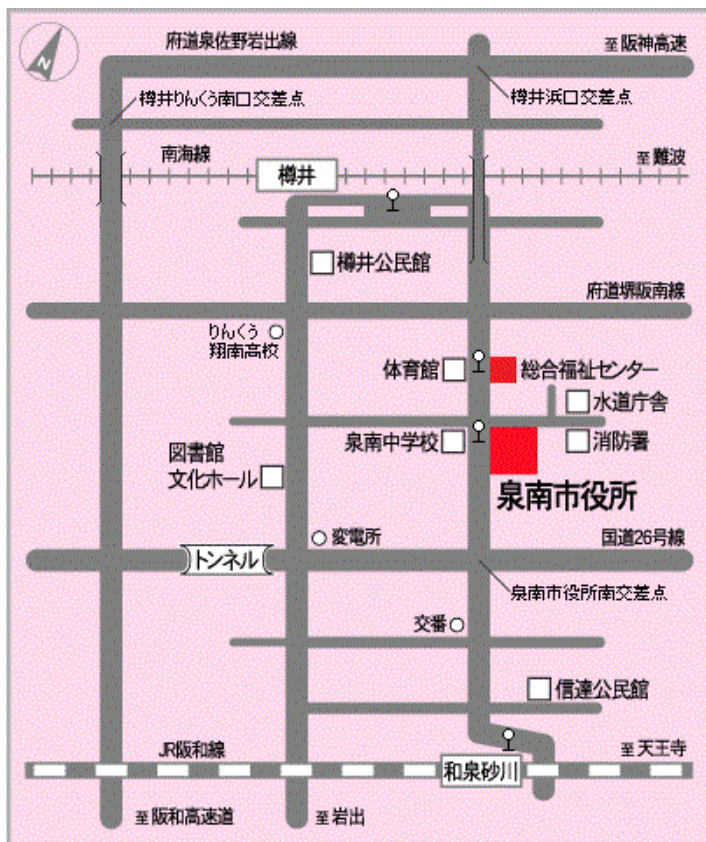 府道泉佐野岩出線
至阪神高速
N
樽井りんくう南口交差点
樽井浜口交差点
南海線
至難波
樽井
樽井公民館
府道堺阪南線
りんくう
翔南高校
体育館
総合福祉センター
水道庁舎
泉南中学校
消防署
図書館
文化ホール
泉南市役所
変電所
国道26号線
トンネル
泉南市役所南交差点
交番
信達公民館
JR阪和線
至天王寺
和泉砂川
至阪和高速道
至岩出